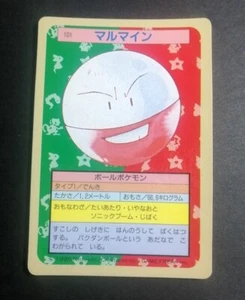 101
マルマイン
ボールポケモン
タイプ/でんき
たかさ/1.2メートル おもさ/66.6キログラム
おもなわざ/たいあたり・いやなおと
ソニックブーム・じばく
すこしの しげきに はんのうして ばくはつ
する。 バクダンボールという あだなで こ
わがられて いる。